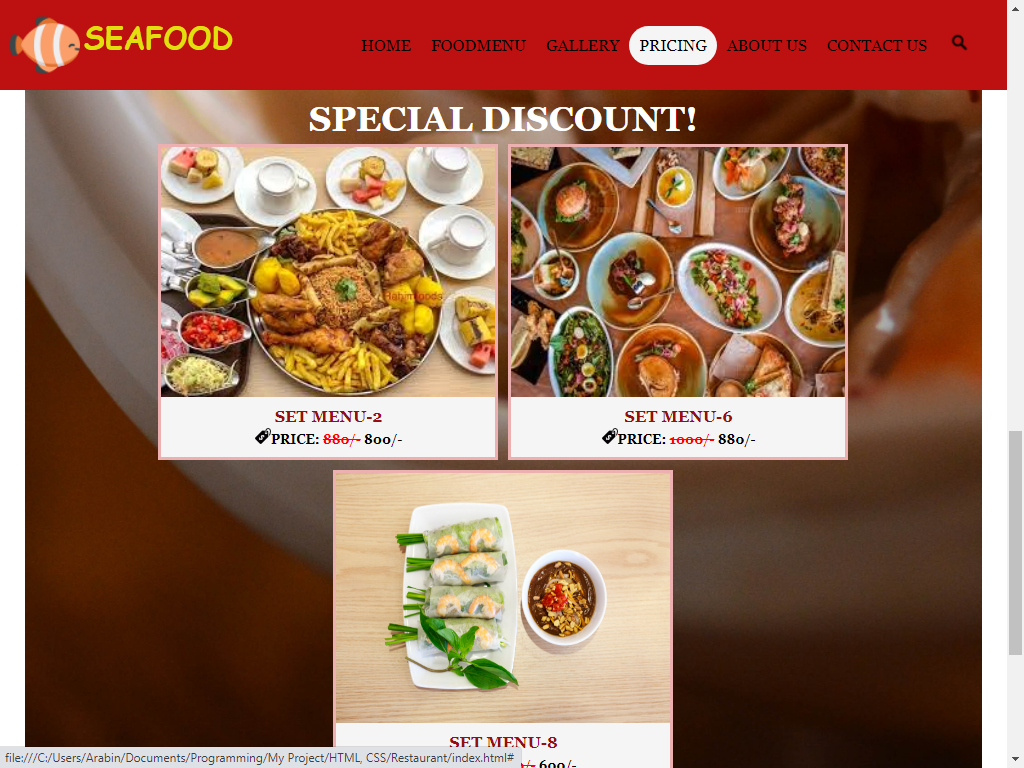 SEAFOOD
HOME FOODMENU GALLERY PRICING ABOUT US CONTACT US
SPECIAL DISCOUNT!
Rahimfoods
SET MENU-2
PRICE: 880/- 800/-
SET MENU-6
PRICE: 1000/- 880/-
SET MENU-8
/- 600/-
file:///C:/Users/Arabin/Documents/Programming/My Project/HTML, CSS/Restaurant/index.html#